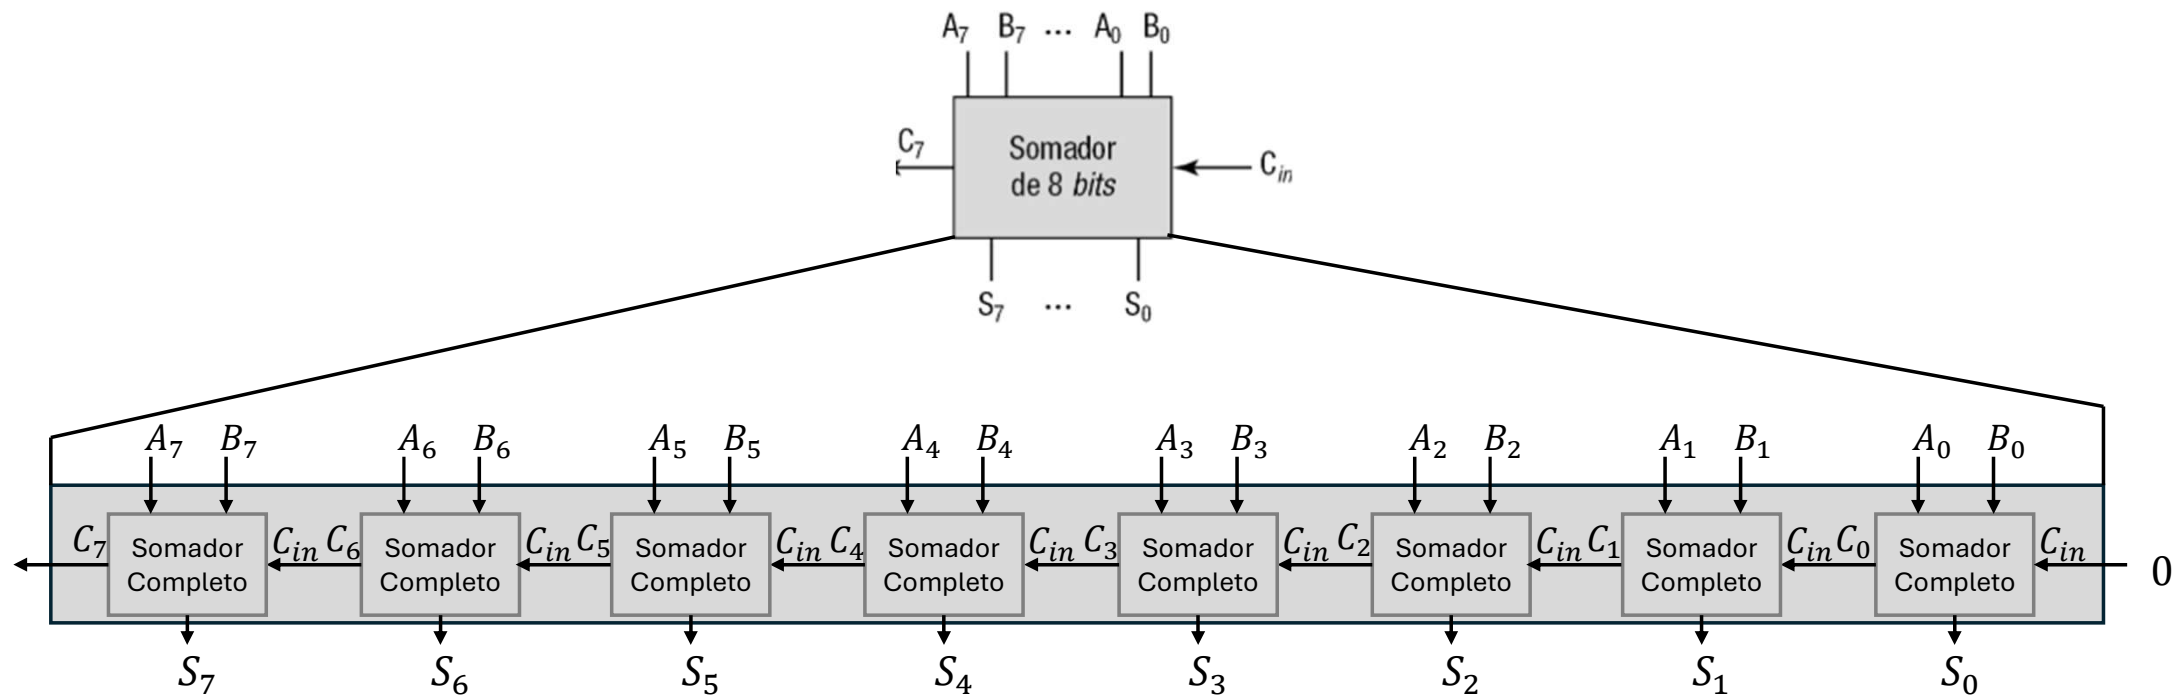 A₇ B₇ ... A₀ B₀
C₇
Somador
de 8 bits
Cᵢₙ
S₇ ... S₀
A₇ B₇ A₆ B₆ A₅ B₅ A₄ B₄ A₃ B₃ A₂ B₂ A₁ B₁ A₀ B₀
C₇ Somador Cᵢₙ C₆ Somador Cᵢₙ C₅ Somador Cᵢₙ C₄ Somador Cᵢₙ C₃ Somador Cᵢₙ C₂ Somador Cᵢₙ C₁ Somador Cᵢₙ C₀ Somador Cᵢₙ 0
Completo Completo Completo Completo Completo Completo Completo Completo
S₇ S₆ S₅ S₄ S₃ S₂ S₁ S₀